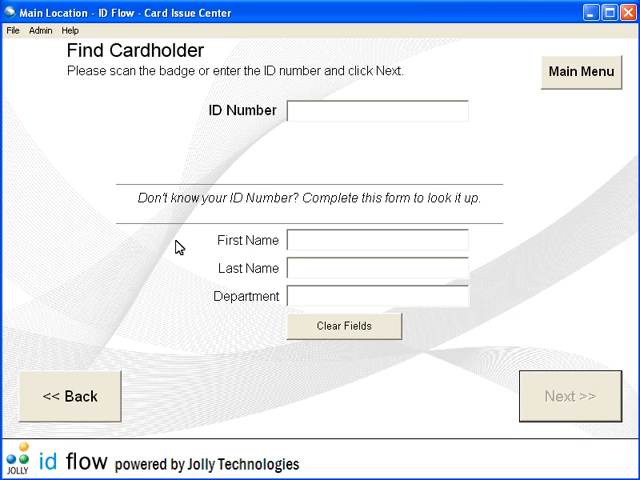 Main Location - ID Flow - Card Issue Center
File Admin Help
Find Cardholder
Please scan the badge or enter the ID number and click Next.
Main Menu
ID Number
Don't know your ID Number? Complete this form to look it up.
First Name
Last Name
Department
Clear Fields
<< Back
Next >>
JOLLY id flow powered by Jolly Technologies